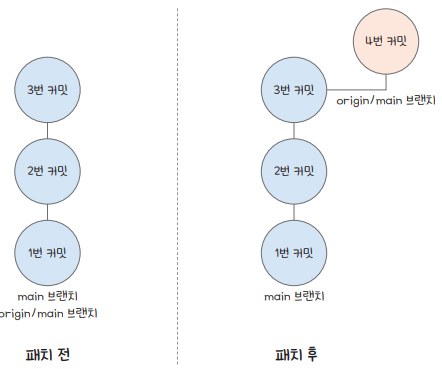 3번 커밋
2번 커밋
1번 커밋
main 브랜치
origin/main 브랜치
패치 전
4번 커밋
3번 커밋
origin/main 브랜치
2번 커밋
1번 커밋
main 브랜치
패치 후